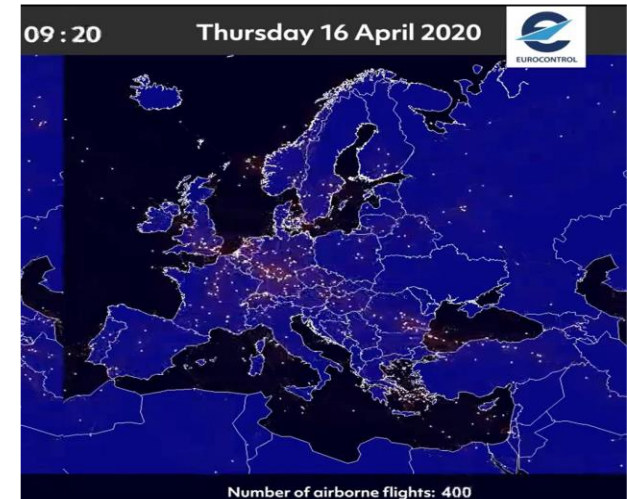 09 : 20
Thursday 16 April 2020
EUROCONTROL
Number of airborne flights: 400